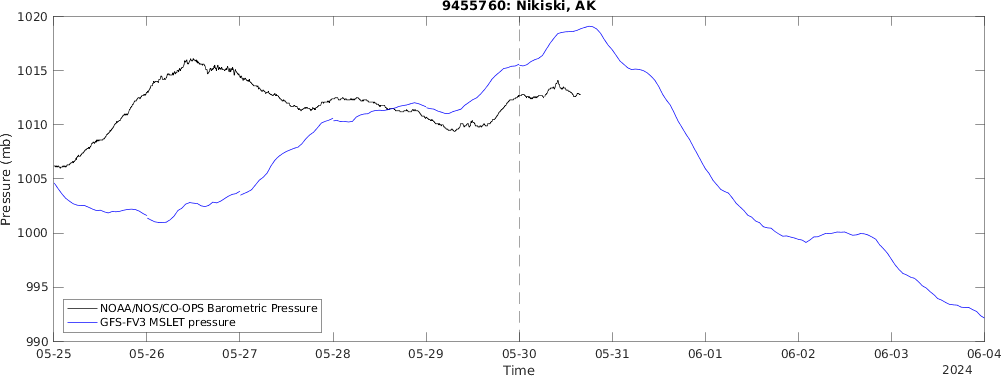 9455760: Nikiski, AK
1020
1015
1010
1005
1000
995
990
Pressure (mb)
NOAA/NOS/CO-OPS Barometric Pressure
GFS-FV3 MSLET pressure
05-25 05-26 05-27 05-28 05-29 05-30 05-31 06-01 06-02 06-03 06-04
Time
2024